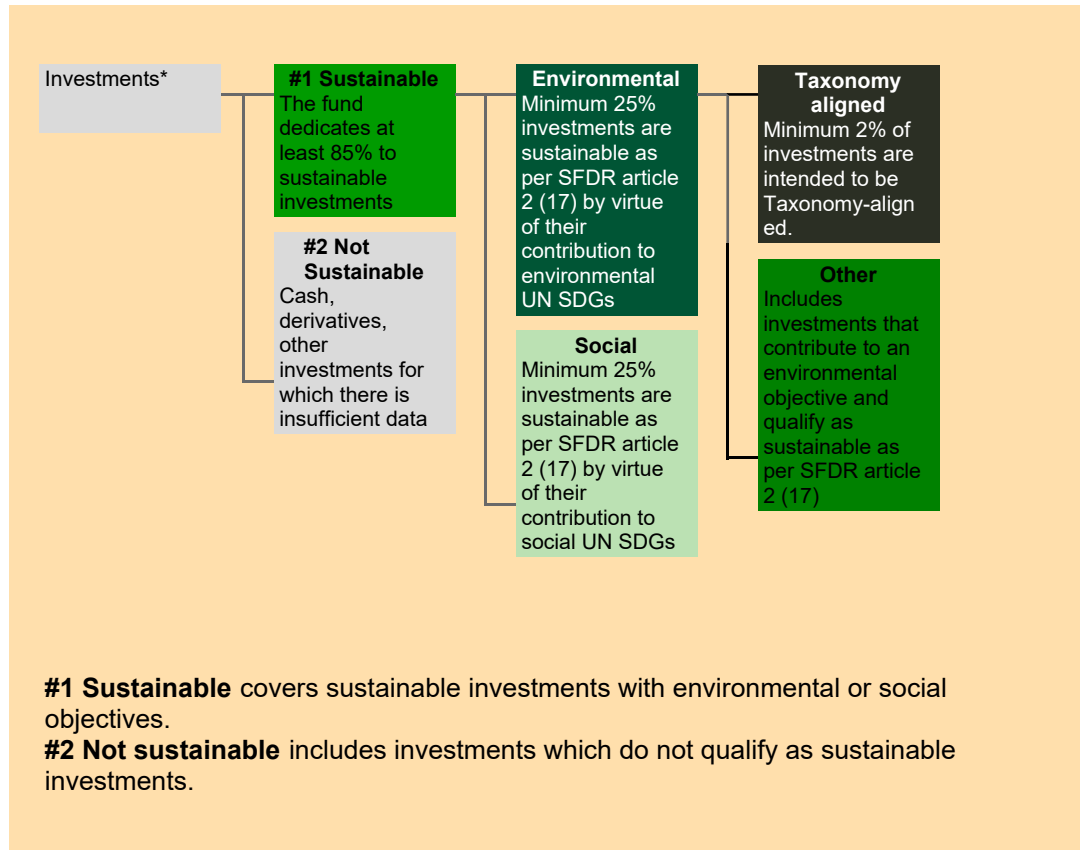 Investments*
#1 Sustainable
The fund
dedicates at
least 85% to
sustainable
investments
#2 Not
Sustainable
Cash,
derivatives,
other
investments for
which there is
insufficient data
Environmental
Minimum 25%
investments are
sustainable as
per SFDR article
2 (17) by virtue
of their
contribution to
environmental
UN SDGs
Social
Minimum 25%
investments are
sustainable as
per SFDR article
2 (17) by virtue
of their
contribution to
social UN SDGs
Taxonomy
aligned
Minimum 2% of
investments are
intended to be
Taxonomy-align
ed.
Other
Includes
investments that
contribute to an
environmental
objective and
qualify as
sustainable as
per SFDR article
2 (17)
#1 Sustainable covers sustainable investments with environmental or social
objectives.
#2 Not sustainable includes investments which do not qualify as sustainable
investments.